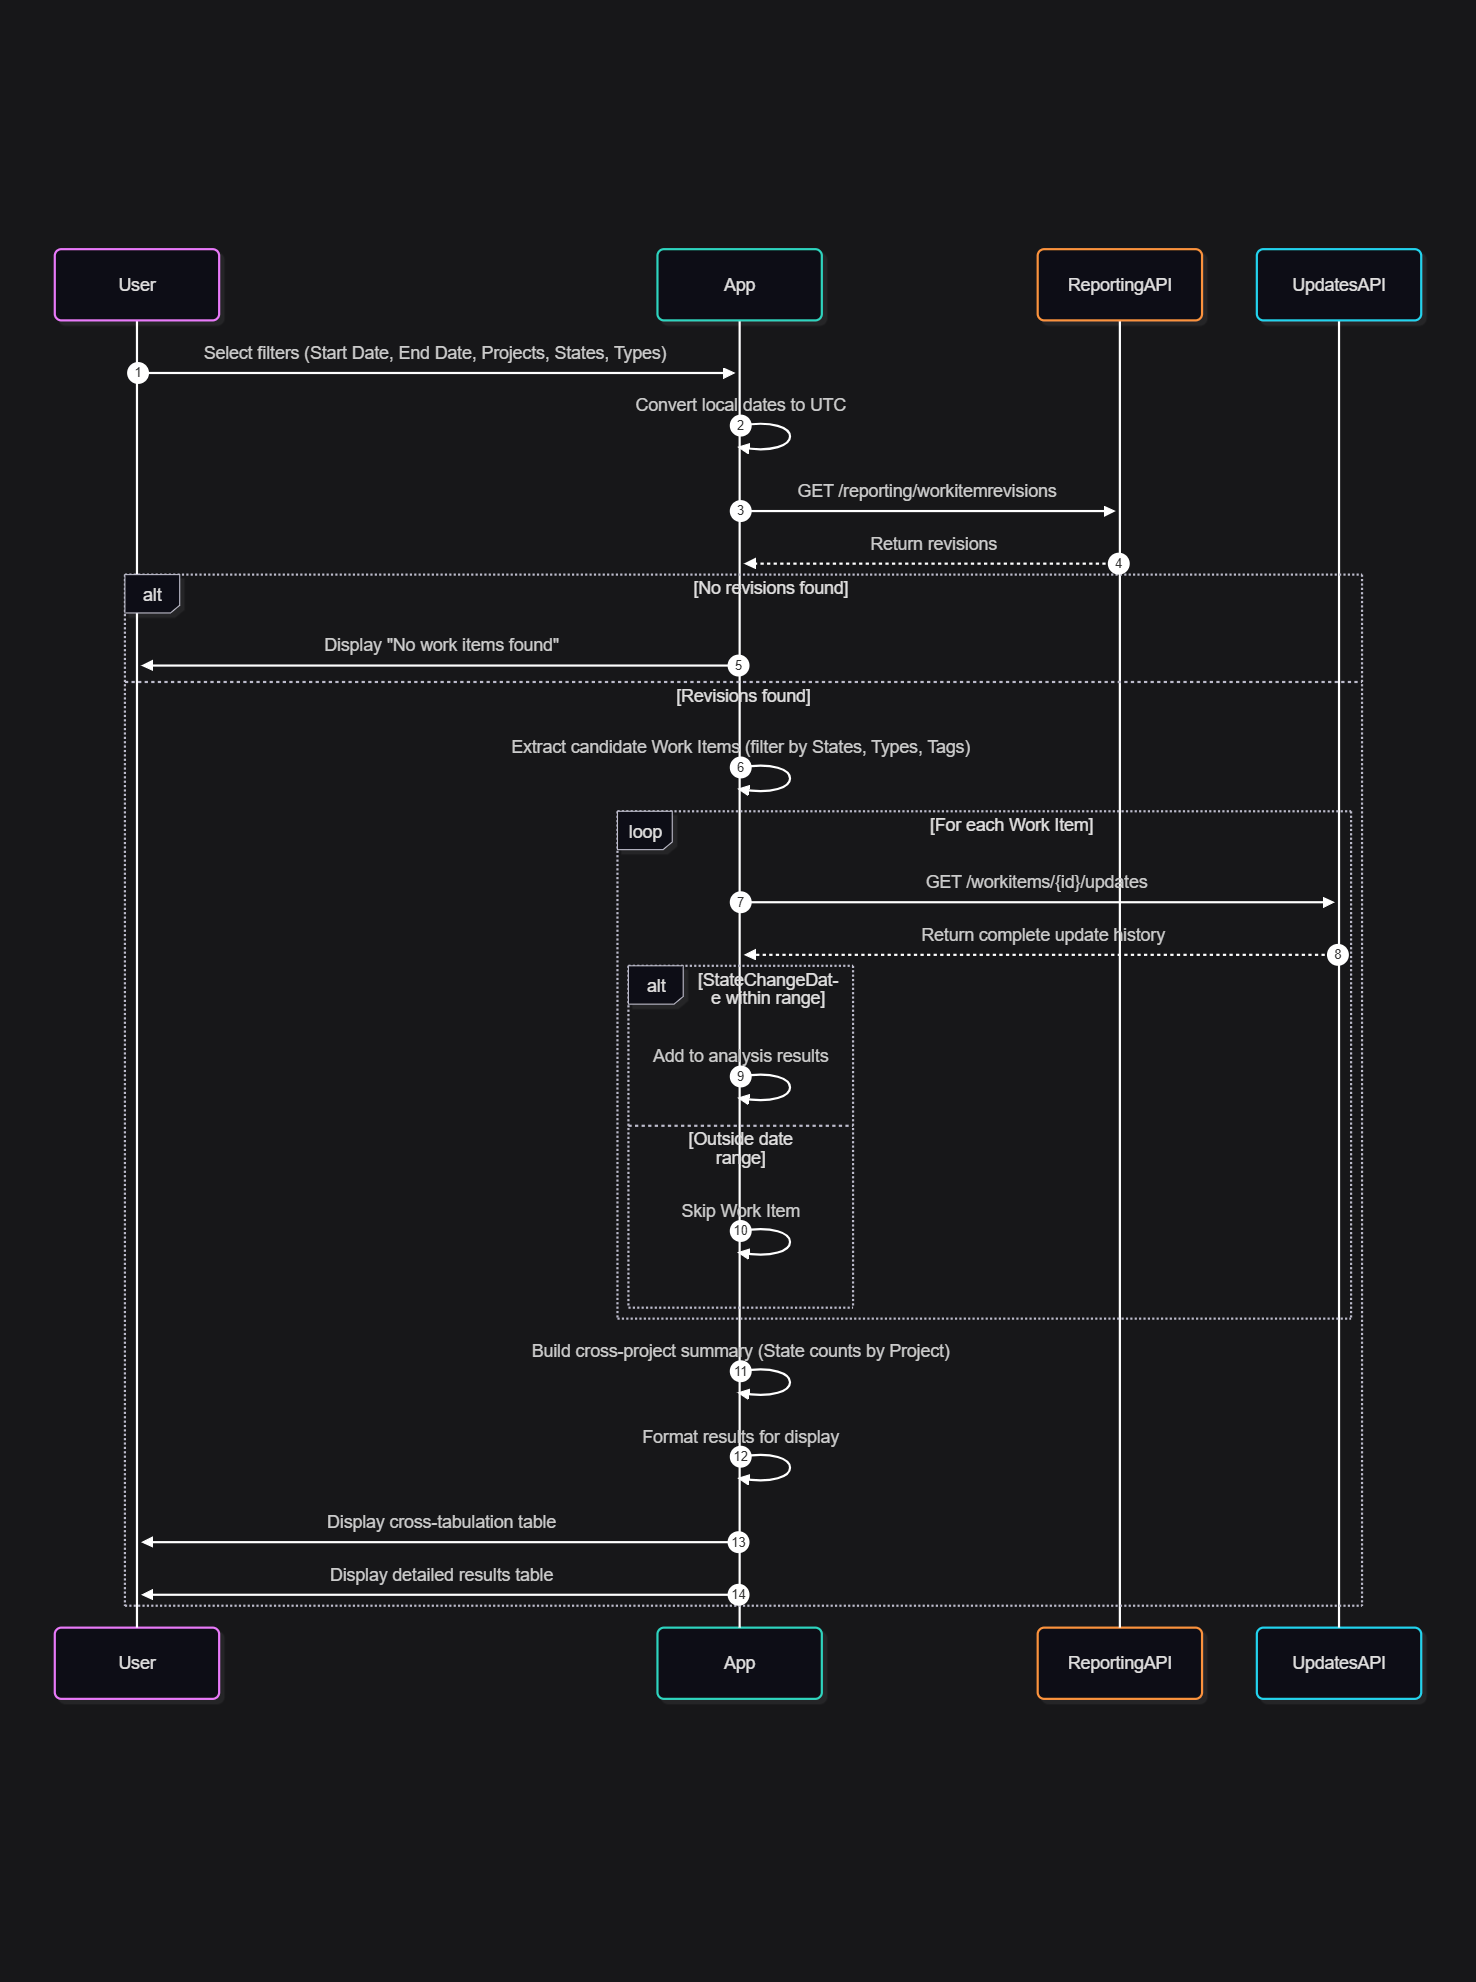 User
App
ReportingAPI
UpdatesAPI
Select filters (Start Date, End Date, Projects, States, Types)
1
Convert local dates to UTC
2
GET /reporting/workitemrevisions
3
Return revisions
4
alt
[No revisions found]
Display "No work items found"
5
[Revisions found]
Extract candidate Work Items (filter by States, Types, Tags)
6
loop
[For each Work Item]
GET /workitems/{id}/updates
7
Return complete update history
8
alt
[StateChangeDat-
e within range]
Add to analysis results
9
[Outside date
range]
Skip Work Item
10
Build cross-project summary (State counts by Project)
11
Format results for display
12
Display cross-tabulation table
13
Display detailed results table
14
User
App
ReportingAPI
UpdatesAPI